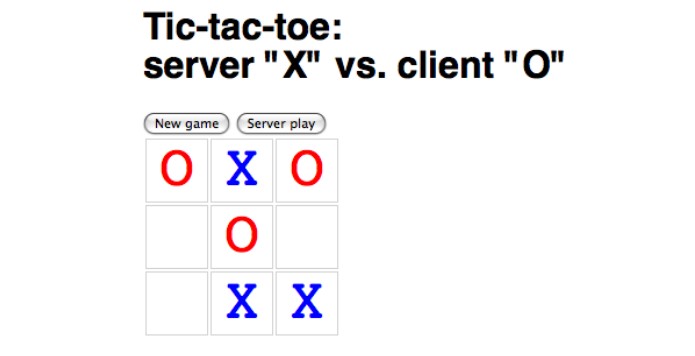 Tic-tac-toe:
server "X" vs. client "O"
New game Server play
O X O
O
X X